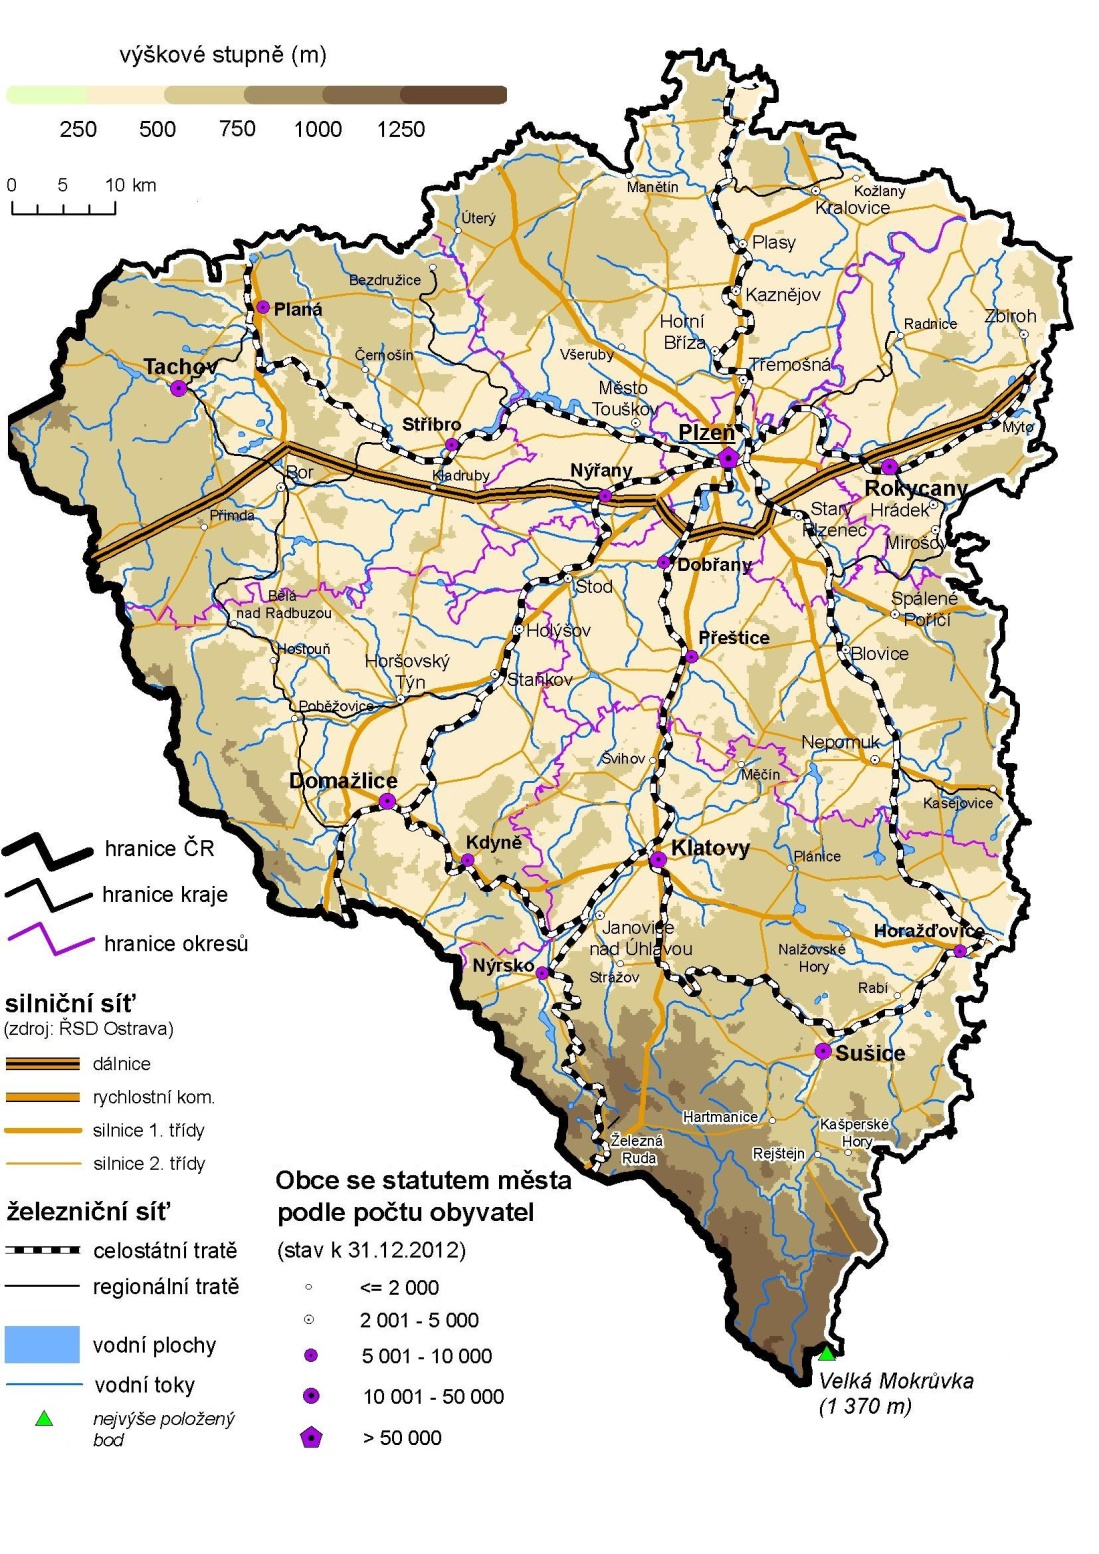 výškové stupně (m)
250 500 750 1000 1250
0 5 10 km
Manětín
Kožlany
Kralovice
Úterý
Plasy
Bezdružice
Kaznějov
Planá
Horní
Bříza
Radnice
Zbiroh
Černošín
Všeruby
Třemošná
Tachov
Město
Touškov
Stříbro
Plzeň
Mýto
Kladruby
Nýřany
Rokycany
Bor
Přimda
Starý
Plzenec
Hrádek
Mirošov
Dobřany
Stod
Bělá
nad Radbuzou
Spálené
Poříčí
Holýšov
Přeštice
Hostouň
Blovice
Horšovský
Týn
Staňkov
Poběžovice
Nepomuk
Švihov
Měčín
Domažlice
Kasejovice
Kdyně
Klatovy
Plánice
Janovice
nad Úhlavou
Horažďovice
Nalžovské
Hory
Nýrsko
Strážov
Rabí
Sušice
Hartmanice
Kašperské
Hory
Železná
Ruda
Rejštejn
Velká Mokrůvka
(1 370 m)
hranice ČR
hranice kraje
hranice okresů
silniční síť
(zdroj: ŘSD Ostrava)
dálnice
rychlostní kom.
silnice 1. třídy
silnice 2. třídy
železniční síť
celostátní tratě
regionální tratě
vodní plochy
vodní toky
nejvýše položený
bod
Obce se statutem města
podle počtu obyvatel
(stav k 31.12.2012)
<= 2 000
2 001 - 5 000
5 001 - 10 000
10 001 - 50 000
> 50 000